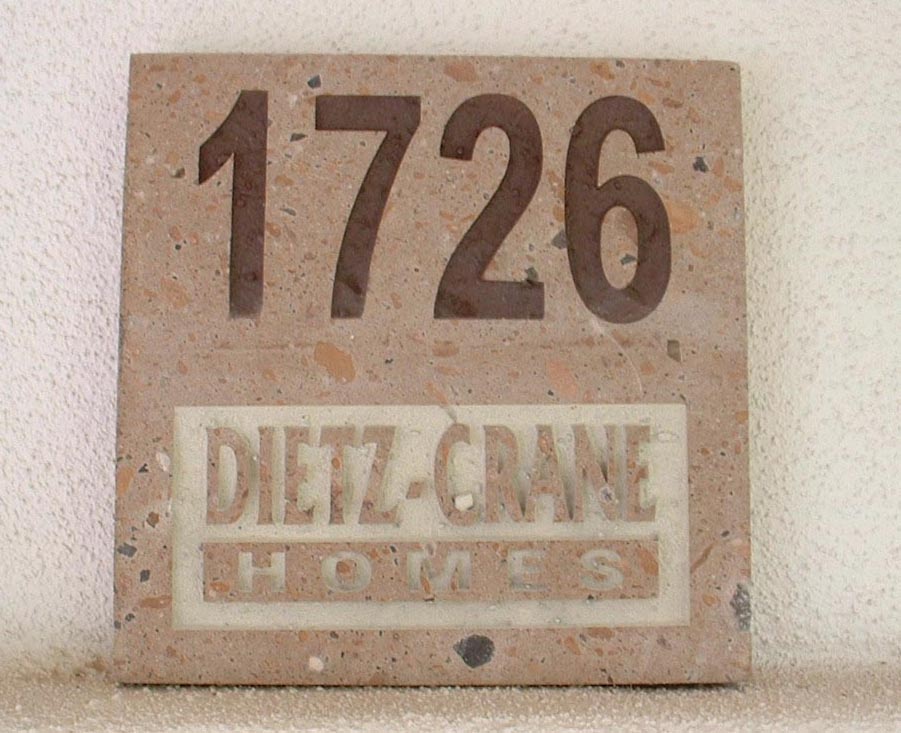 1726
DIETZ-CRANE
HOMES